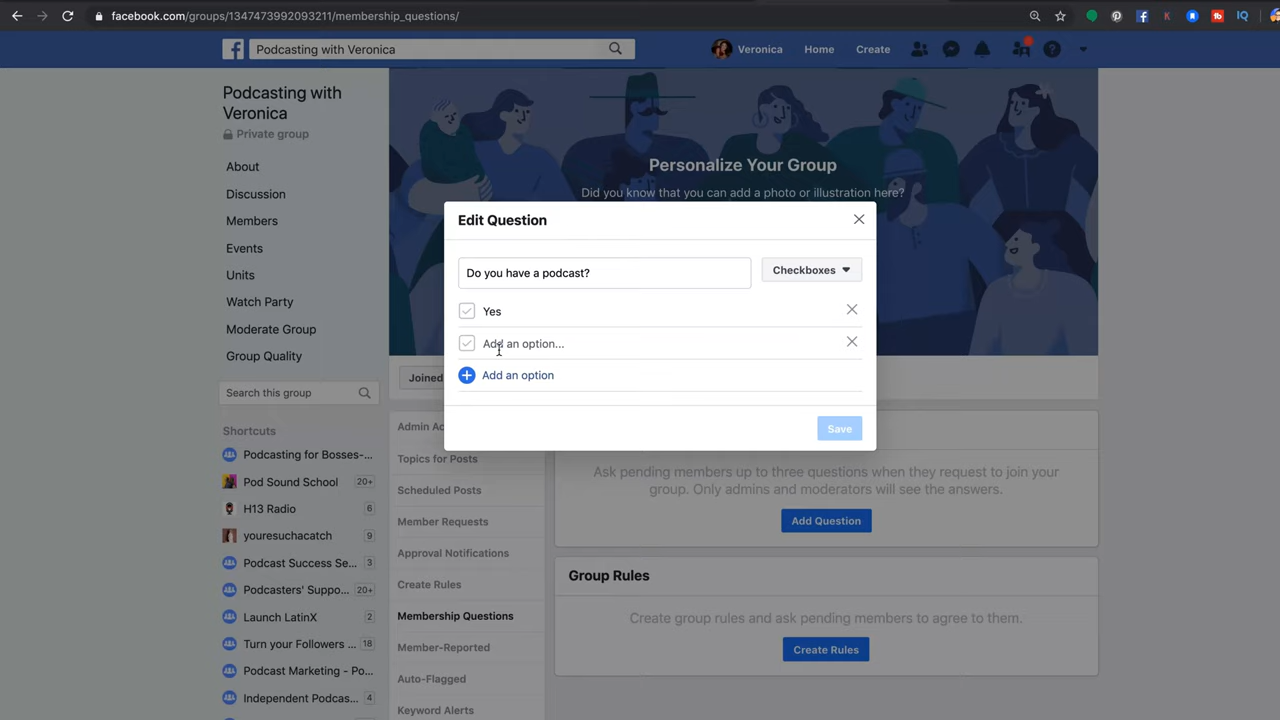 facebook.com/groups/1347473992093211/membership_questions/
Podcasting with Veronica
Veronica
Home
Create
Podcasting with
Veronica
Private group
About
Discussion
Members
Events
Units
Watch Party
Moderate Group
Group Quality
Search this group
Shortcuts
Podcasting for Bosses-...
Pod Sound School 20+
H13 Radio 6
youresuchacatch 9
Podcast Success Se... 3
Podcasters' Suppo... 20+
Launch LatinX 2
Turn your Followers ... 18
Podcast Marketing - Po...
Independent Podcas... 4
Personalize Your Group
Did you know that you can add a photo or illustration here?
Edit Question
Do you have a podcast?
Checkboxes
Yes
Add an option...
Add an option
Save
Joined
Admin Ac
Topics for Posts
Scheduled Posts
Member Requests
Approval Notifications
Create Rules
Membership Questions
Member-Reported
Auto-Flagged
Keyword Alerts
Ask pending members up to three questions when they request to join your
group. Only admins and moderators will see the answers.
Add Question
Group Rules
Create group rules and ask pending members to agree to them.
Create Rules